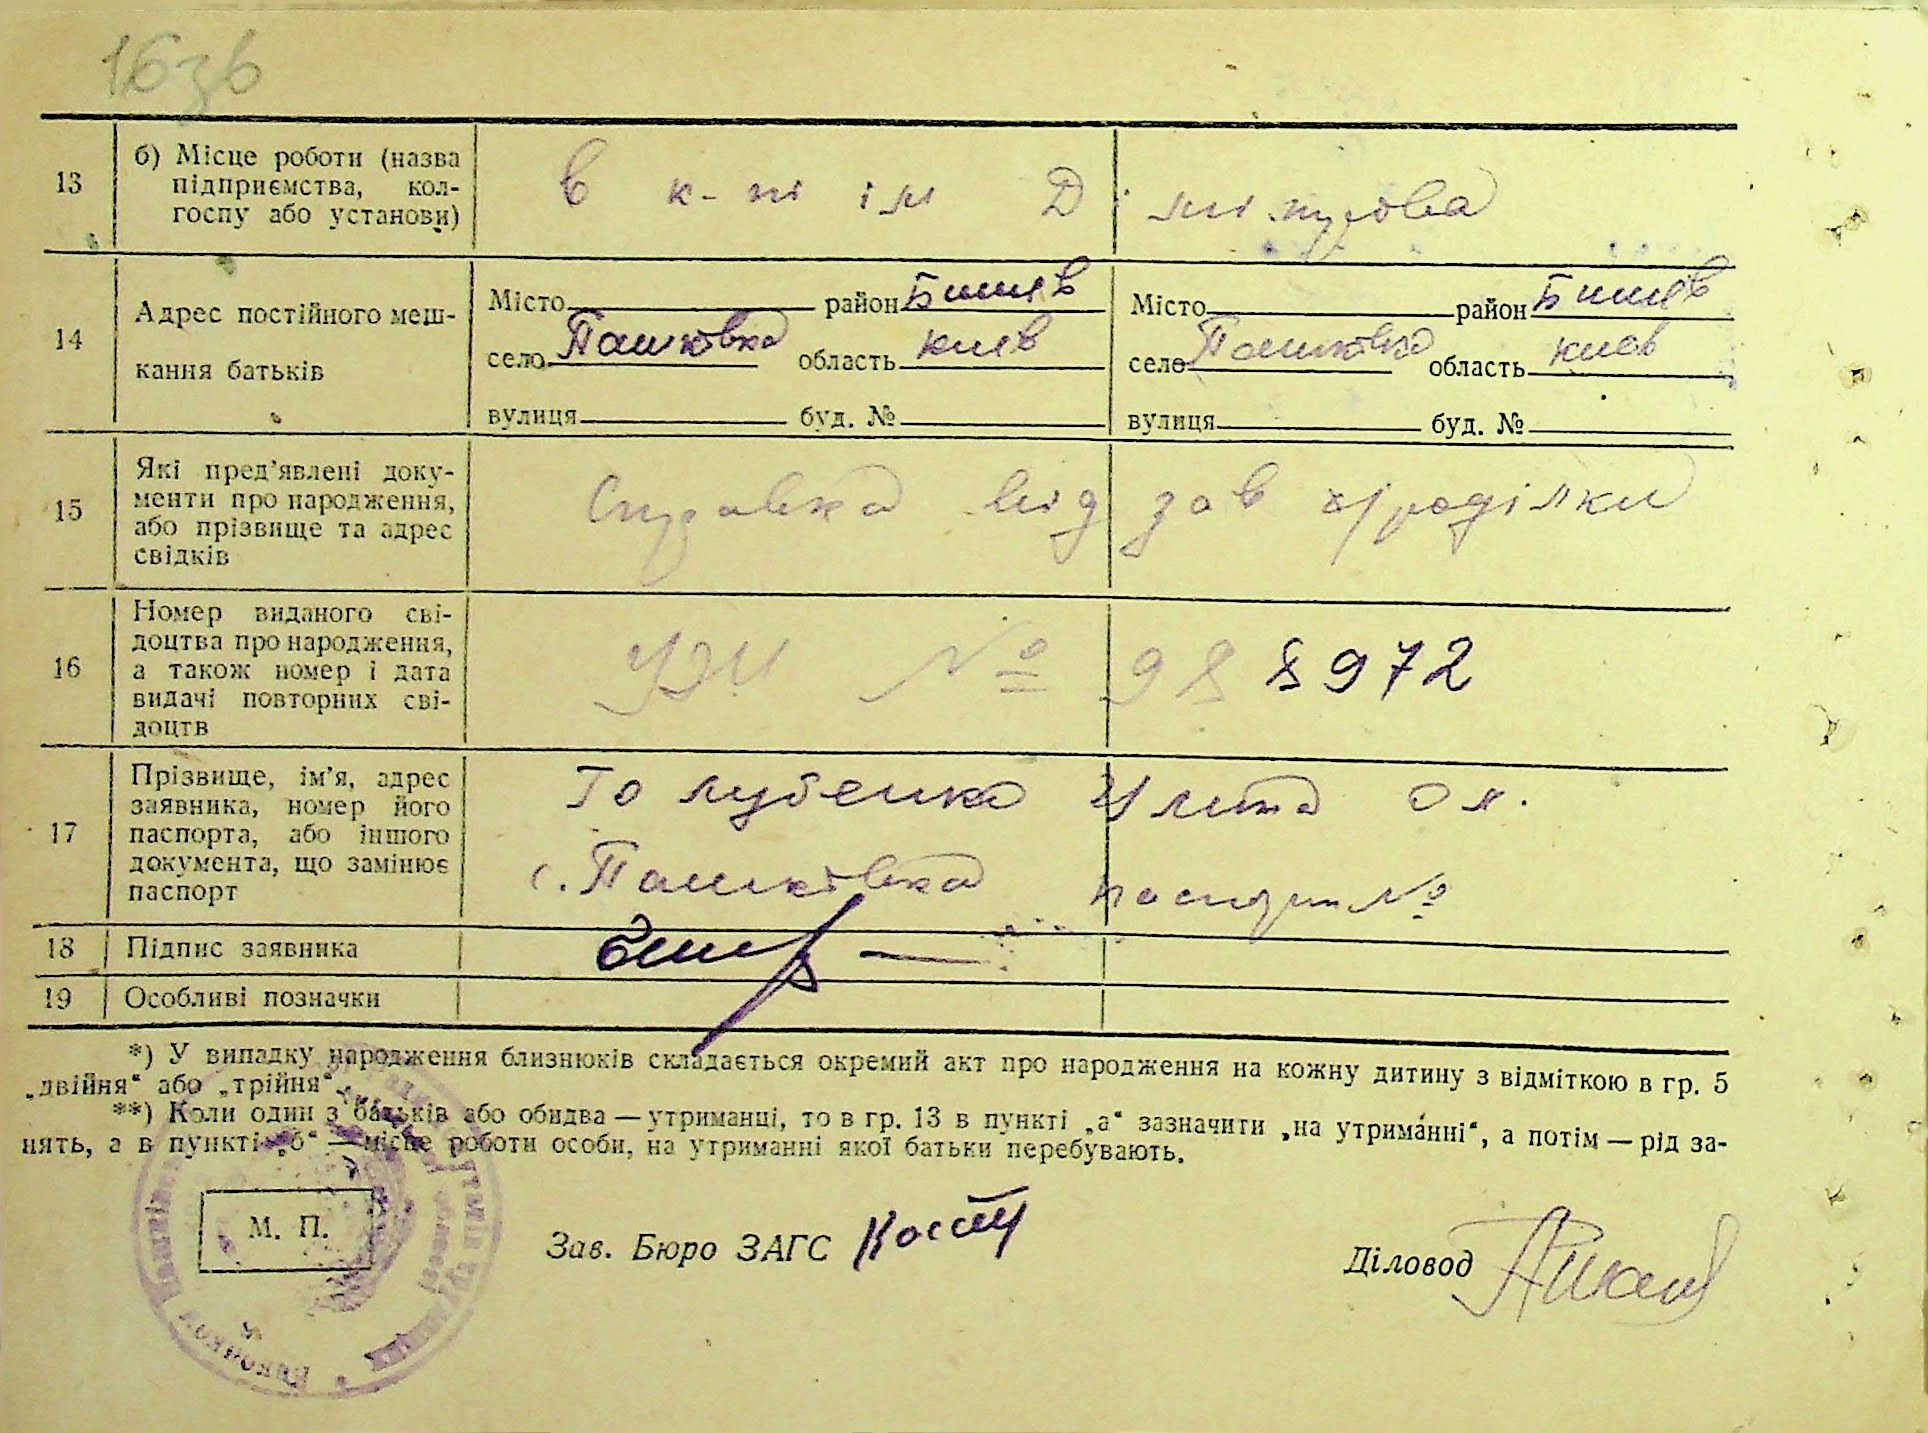 16зв
13 б) Місце роботи (назва
підприємства, кол-
госпу або установи)
в к-пі ім Дімітрова
14 Адрес постійного меш-
кання батьків
Місто район Бишів Місто район Бишів
село Пашківка область Київ село Пашківка область Київ
вулиця буд. № вулиця буд. №
15 Які пред'явлені доку-
менти про народження,
або прізвище та адрес
свідків
Справка від зав
16 Номер виданого сві-
доцтва про народження,
а також номер і дата
видачі повторних сві-
доцтв
№ 988972
17 Прізвище, ім'я, адрес
заявника, номер його
паспорта, або іншого
документа, що замінює
паспорт
Голубенко Улита
с. Пашківка №
18 Підпис заявника
19 Особливі позначки
*) У випадку народження близнюків складається окремий акт про народження на кожну дитину з відміткою в гр. 5
„двійня“ або „трійня“.
**) Коли один з батьків або обидва — утриманці, то в гр. 13 в пункті „а“ зазначити „на утриманні“, а потім — рід за-
нять, а в пункті „б“ — місце роботи особи, на утриманні якої батьки перебувають.
М. П.
Зав. Бюро ЗАГС
Діловод